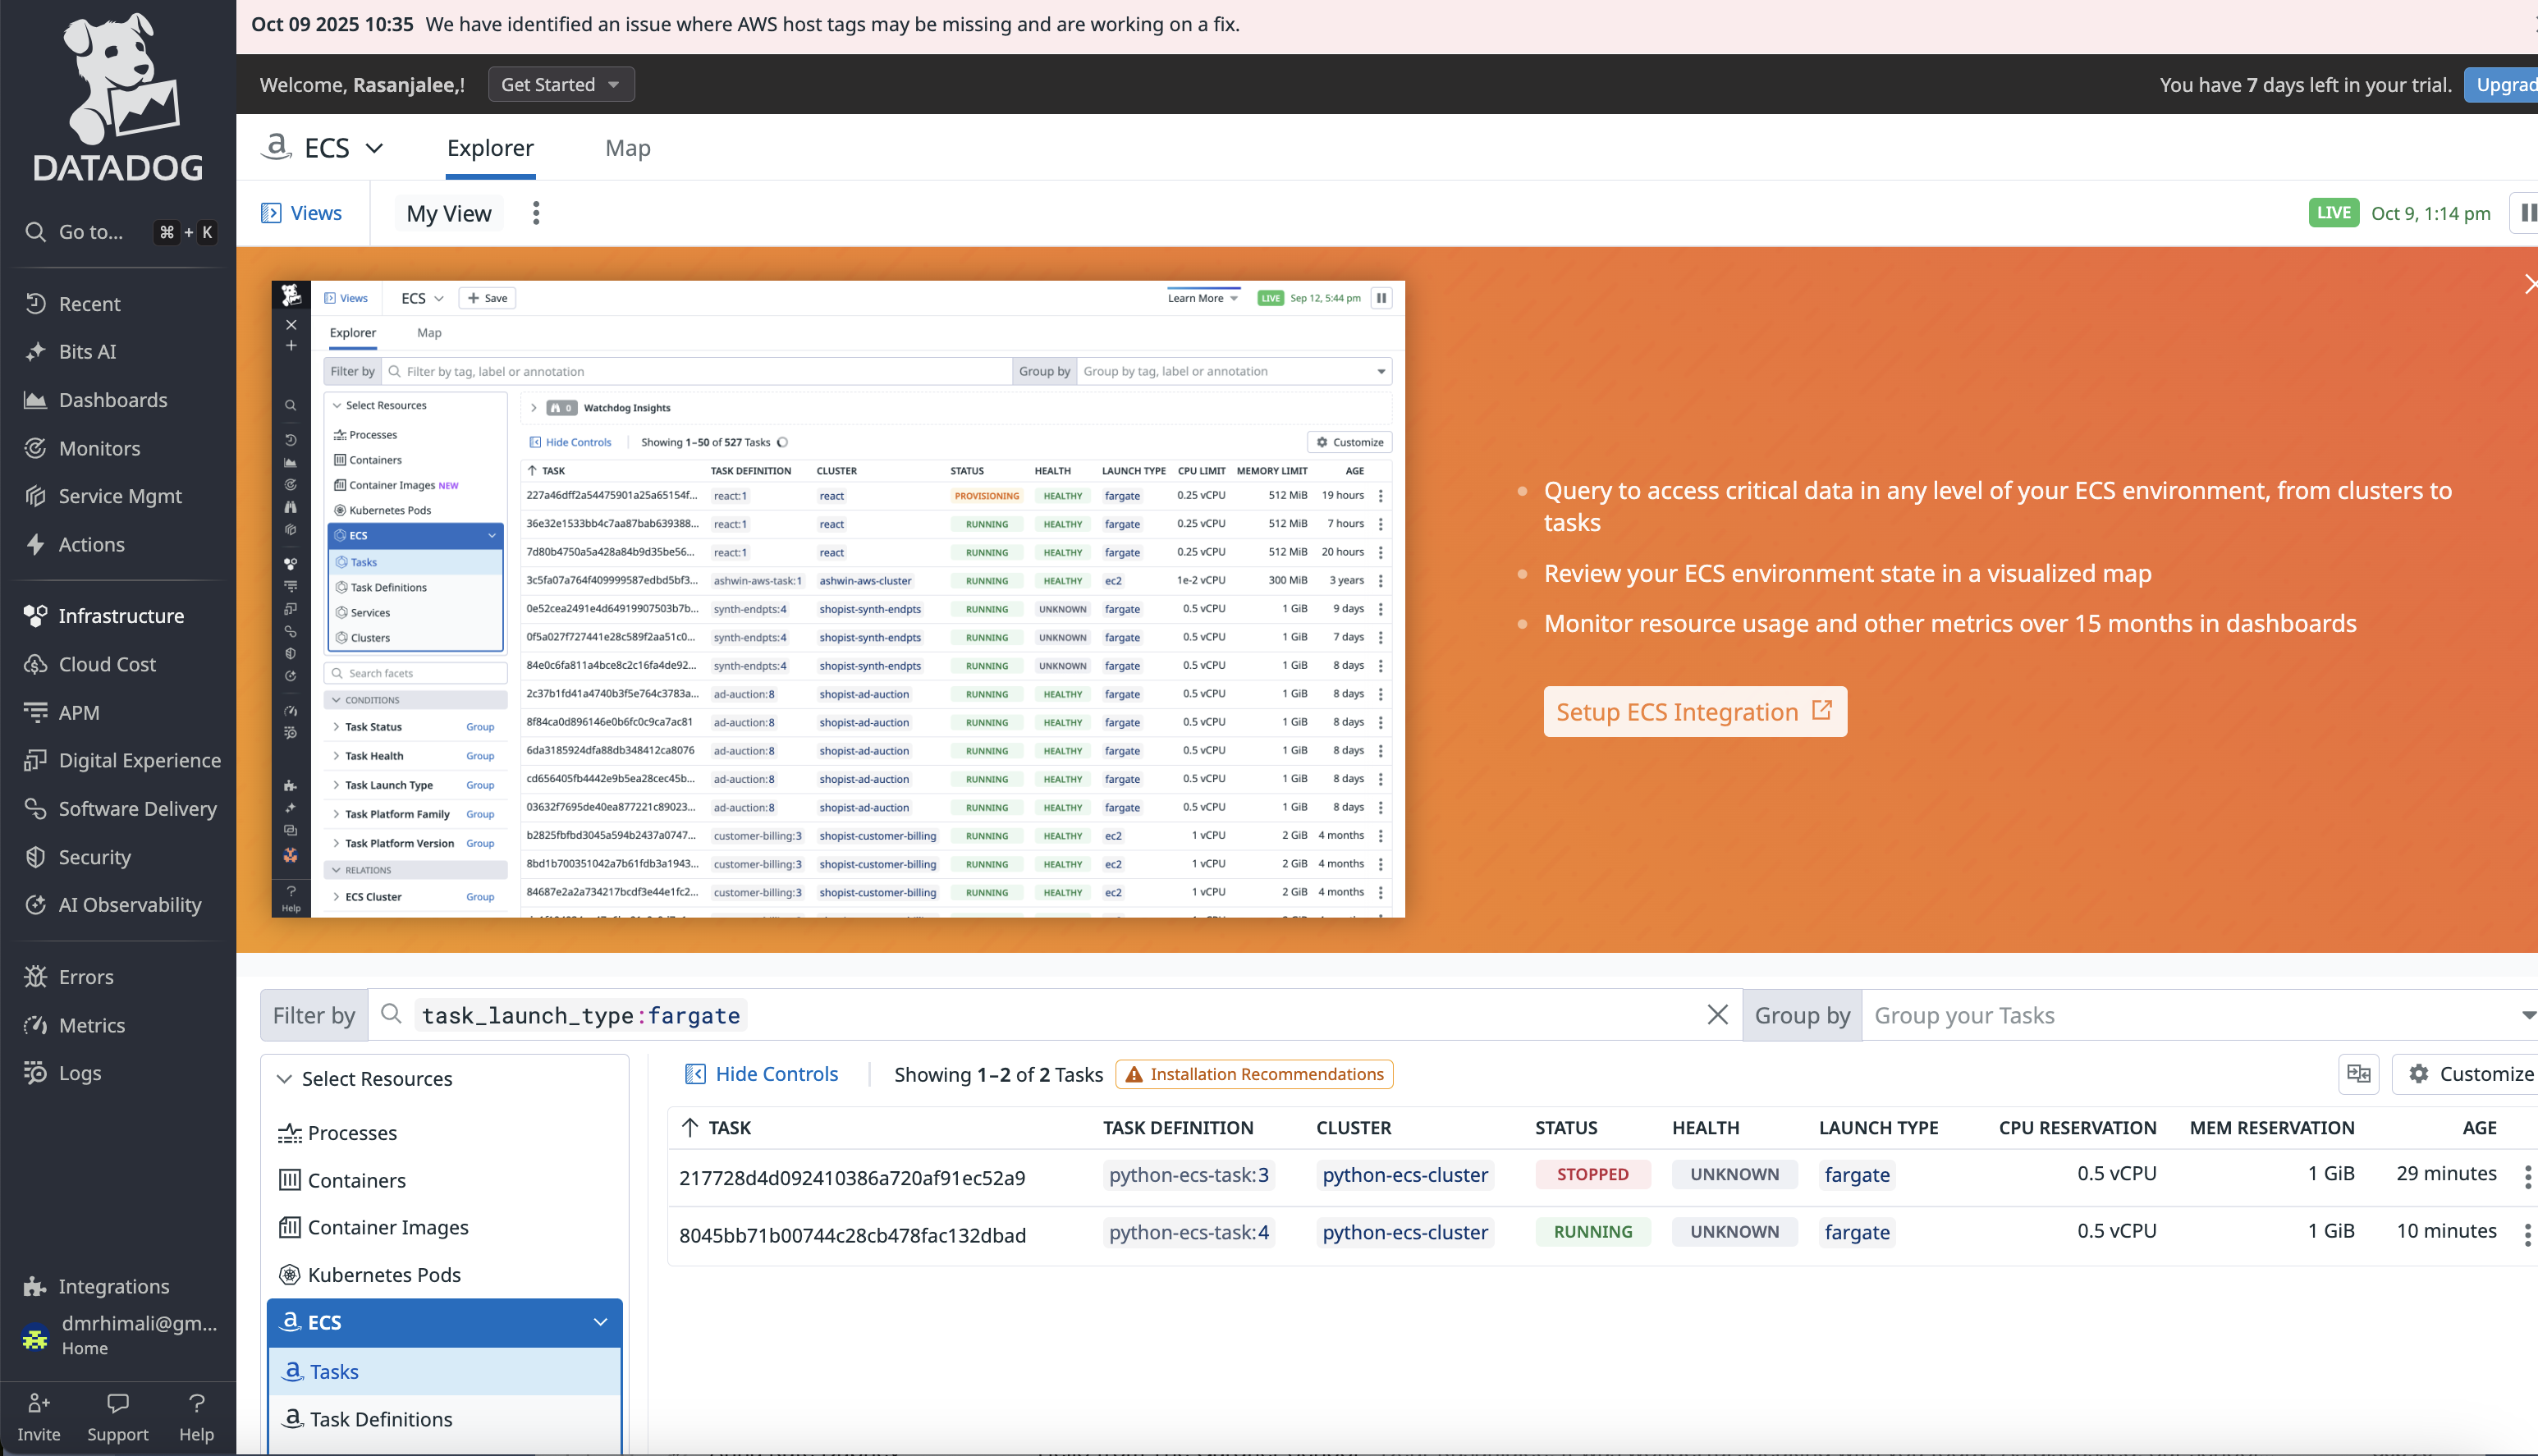 Oct 09 2025 10:35 We have identified an issue where AWS host tags may be missing and are working on a fix.
DATADOG
Go to... ⌘ + K
Recent
Bits AI
Dashboards
Monitors
Service Mgmt
Actions
Infrastructure
Cloud Cost
APM
Digital Experience
Software Delivery
Security
AI Observability
Errors
Metrics
Logs
Integrations
dmrhimali@gm...
Home
Invite Support Help
Welcome, Rasanjalee,! Get Started You have 7 days left in your trial. Upgrad
ECS Explorer Map
Views My View LIVE Oct 9, 1:14 pm
Views ECS + Save Learn More LIVE Sep 12, 5:44 pm
Explorer Map
Filter by Filter by tag, label or annotation Group by Group by tag, label or annotation
Select Resources
Processes
Containers
Container Images NEW
Kubernetes Pods
ECS
Tasks
Task Definitions
Services
Clusters
Search facets
CONDITIONS
Task Status Group
Task Health Group
Task Launch Type Group
Task Platform Family Group
Task Platform Version Group
RELATIONS
ECS Cluster Group
Help
0 Watchdog Insights
Hide Controls Showing 1–50 of 527 Tasks Customize
TASK TASK DEFINITION CLUSTER STATUS HEALTH LAUNCH TYPE CPU LIMIT MEMORY LIMIT AGE
227a46dff2a54475901a25a65154f... react:1 react PROVISIONING HEALTHY fargate 0.25 vCPU 512 MiB 19 hours
36e32e1533bb4c7aa87bab639388... react:1 react RUNNING HEALTHY fargate 0.25 vCPU 512 MiB 7 hours
7d80b4750a5a428a84b9d35be56... react:1 react RUNNING HEALTHY fargate 0.25 vCPU 512 MiB 20 hours
3c5fa07a764f409999587edbd5bf3... ashwin-aws-task:1 ashwin-aws-cluster RUNNING HEALTHY ec2 1e-2 vCPU 300 MiB 3 years
0e52cea2491e4d64919907503b7b... synth-endpts:4 shopist-synth-endpts RUNNING UNKNOWN fargate 0.5 vCPU 1 GiB 9 days
0f5a027f727441e28c589f2aa51c0... synth-endpts:4 shopist-synth-endpts RUNNING UNKNOWN fargate 0.5 vCPU 1 GiB 7 days
84e0c6fa811a4bce8c2c16fa4de92... synth-endpts:4 shopist-synth-endpts RUNNING UNKNOWN fargate 0.5 vCPU 1 GiB 8 days
2c37b1fd41a4740b3f5e764c3783a... ad-auction:8 shopist-ad-auction RUNNING HEALTHY fargate 0.5 vCPU 1 GiB 8 days
8f84ca0d896146e0b6fc0c9ca7ac81 ad-auction:8 shopist-ad-auction RUNNING HEALTHY fargate 0.5 vCPU 1 GiB 8 days
6da3185924dfa88db348412ca8076 ad-auction:8 shopist-ad-auction RUNNING HEALTHY fargate 0.5 vCPU 1 GiB 8 days
cd656405fb4442e9b5ea28cec45b... ad-auction:8 shopist-ad-auction RUNNING HEALTHY fargate 0.5 vCPU 1 GiB 8 days
03632f7695de40ea877221c89023... ad-auction:8 shopist-ad-auction RUNNING HEALTHY fargate 0.5 vCPU 1 GiB 8 days
b2825fbfbd3045a594b2437a0747... customer-billing:3 shopist-customer-billing RUNNING HEALTHY ec2 1 vCPU 2 GiB 4 months
8bd1b700351042a7b61fdb3a1943... customer-billing:3 shopist-customer-billing RUNNING HEALTHY ec2 1 vCPU 2 GiB 4 months
84687e2a2a734217bcdf3e44e1fc2... customer-billing:3 shopist-customer-billing RUNNING HEALTHY ec2 1 vCPU 2 GiB 4 months
Query to access critical data in any level of your ECS environment, from clusters to
tasks
Review your ECS environment state in a visualized map
Monitor resource usage and other metrics over 15 months in dashboards
Setup ECS Integration
Filter by task_launch_type:fargate Group by Group your Tasks
Select Resources
Processes
Containers
Container Images
Kubernetes Pods
ECS
Tasks
Task Definitions
Hide Controls Showing 1–2 of 2 Tasks Installation Recommendations Customize
TASK TASK DEFINITION CLUSTER STATUS HEALTH LAUNCH TYPE CPU RESERVATION MEM RESERVATION AGE
217728d4d092410386a720af91ec52a9 python-ecs-task:3 python-ecs-cluster STOPPED UNKNOWN fargate 0.5 vCPU 1 GiB 29 minutes
8045bb71b00744c28cb478fac132dbad python-ecs-task:4 python-ecs-cluster RUNNING UNKNOWN fargate 0.5 vCPU 1 GiB 10 minutes